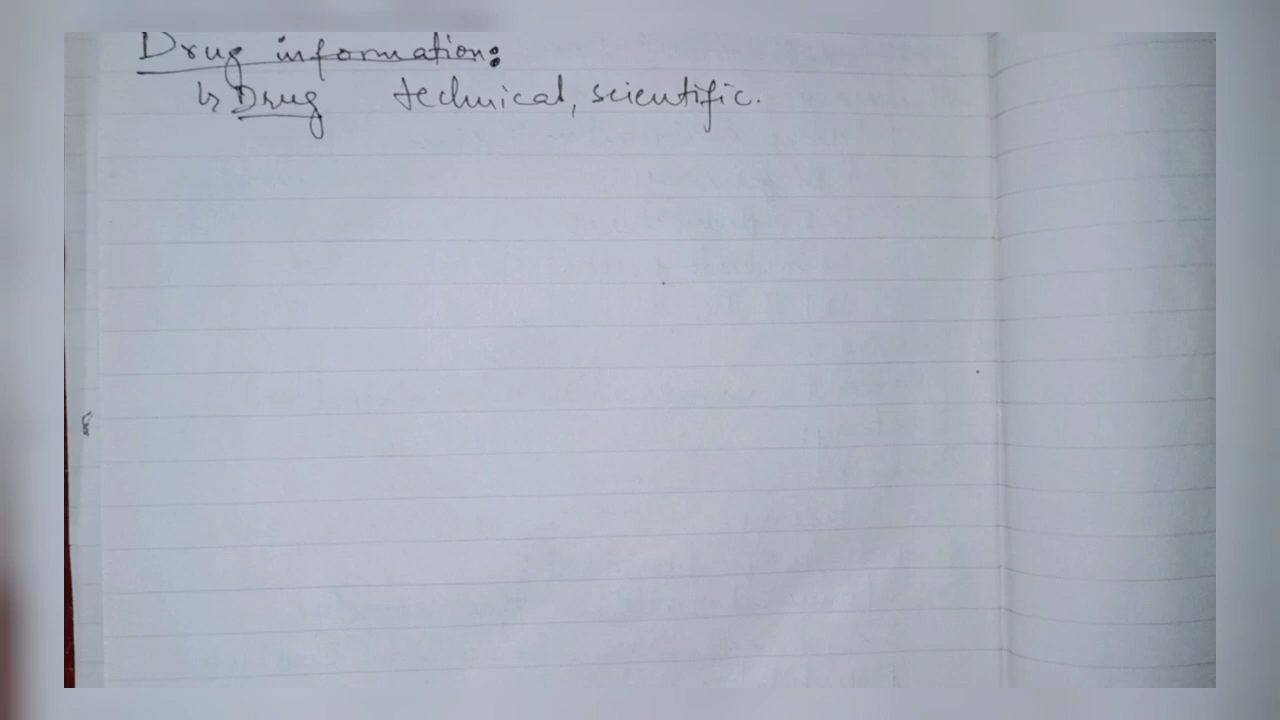 Drug information:
↳ Drug technical, scientific.